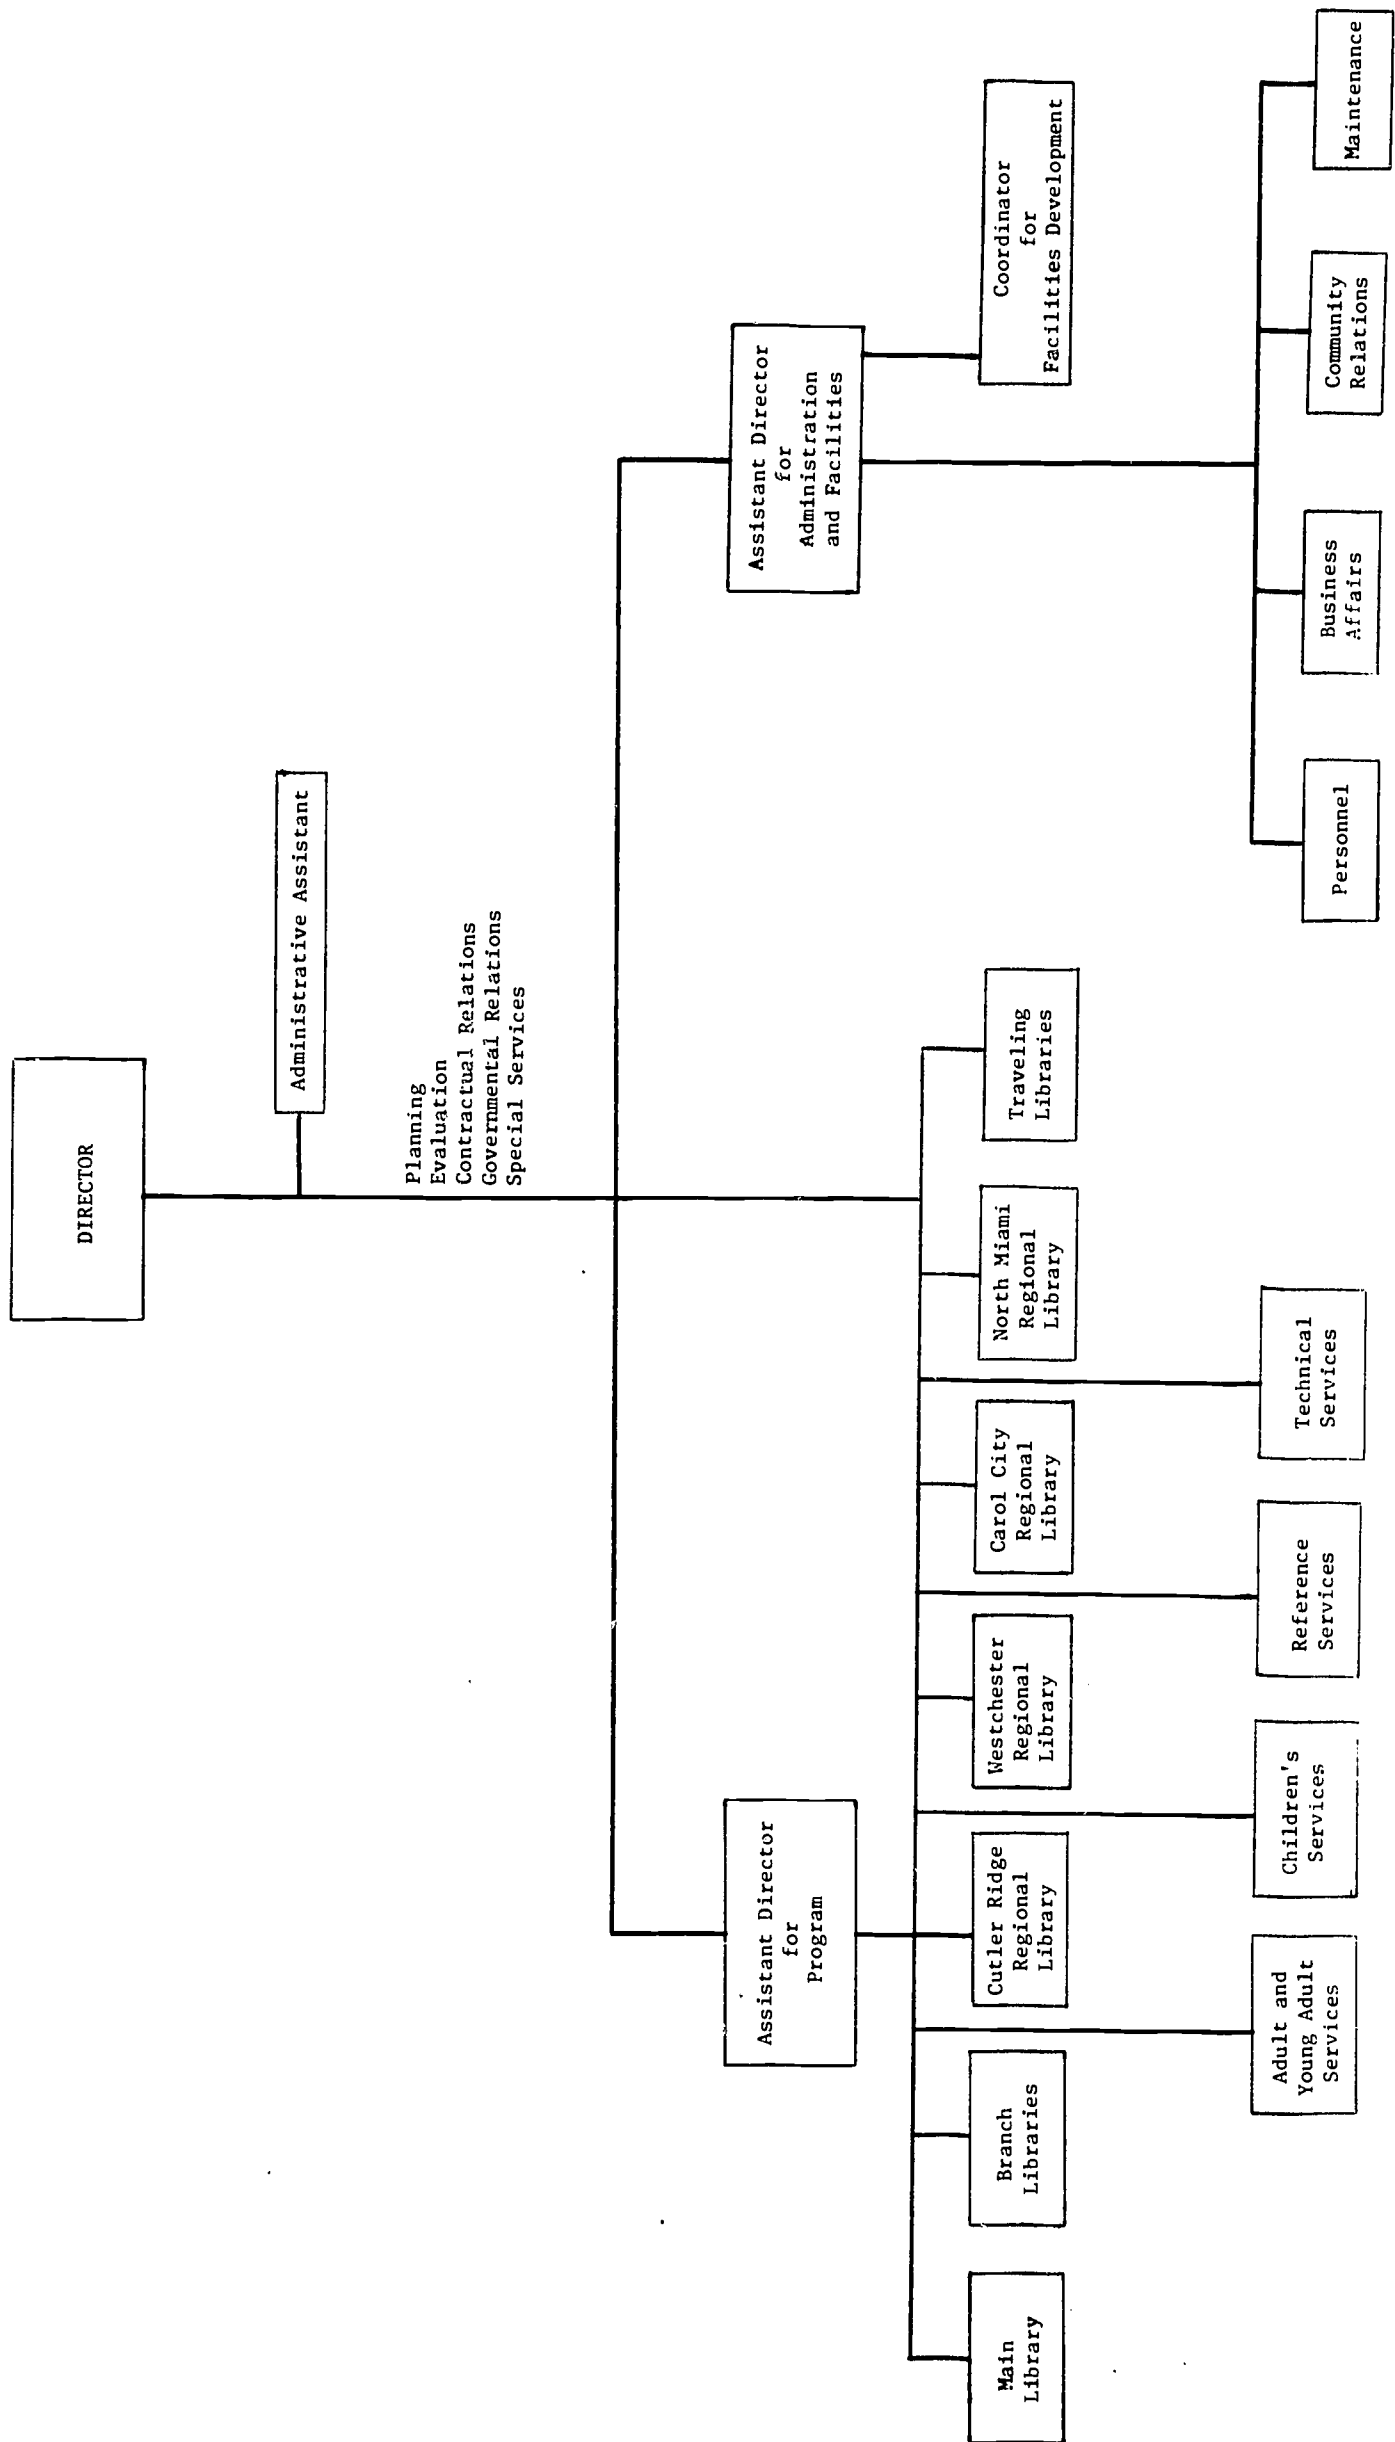 DIRECTOR
Administrative Assistant
Planning
Evaluation
Contractual Relations
Governmental Relations
Special Services
Assistant Director
for
Program
Assistant Director
for
Administration
and Facilities
Coordinator
for
Facilities Development
Main
Library
Branch
Libraries
Cutler Ridge
Regional
Library
Westchester
Regional
Library
Carol City
Regional
Library
North Miami
Regional
Library
Traveling
Libraries
Adult and
Young Adult
Services
Children's
Services
Reference
Services
Technical
Services
Personnel
Business
Affairs
Community
Relations
Maintenance